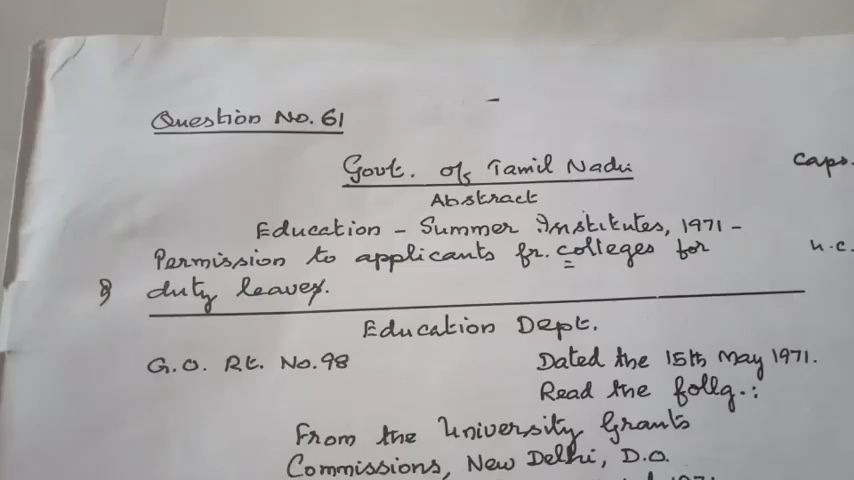 Question No. 61
Govt. of Tamil Nadu
caps.
Abstract
Education - Summer Institutes, 1971 -
Permission to applicants fr. colleges for
u.c.
duty leaves.
Education Dept.
G.O. Rt. No. 98
Dated the 15th May 1971.
Read the follg.:
From the University Grants
Commissions, New Delhi, D.O.